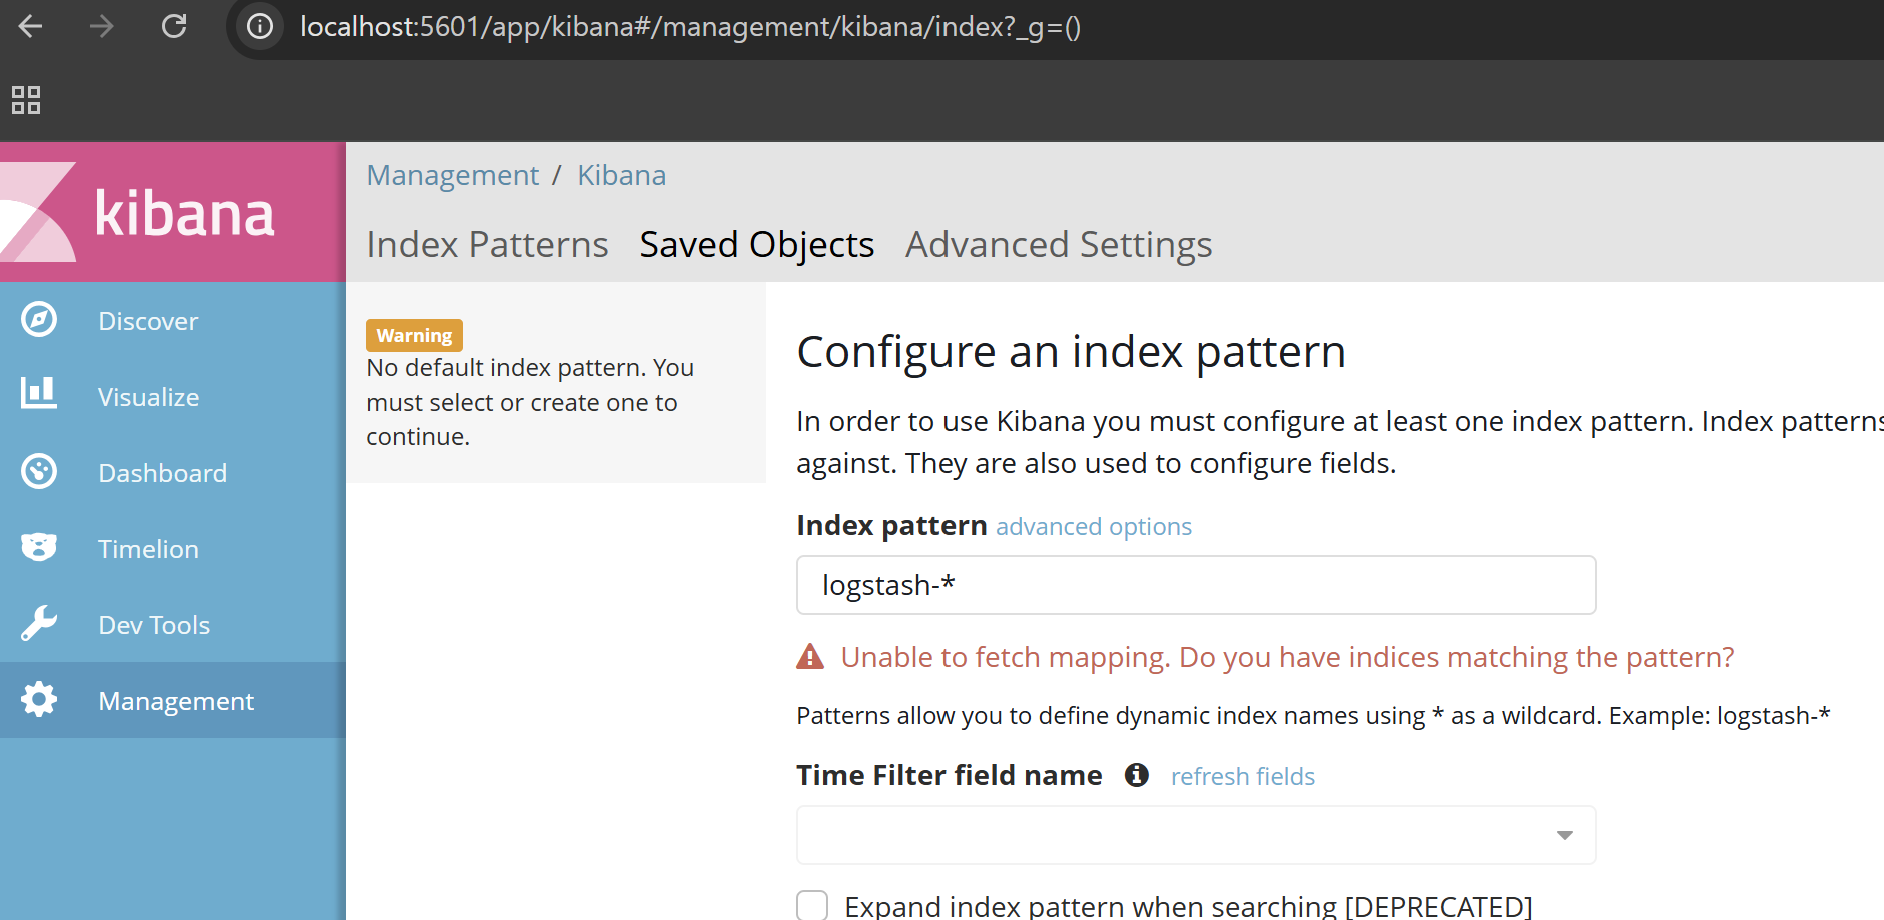 localhost:5601/app/kibana#/management/kibana/index?_g=()
kibana
Discover
Visualize
Dashboard
Timelion
Dev Tools
Management
Management / Kibana
Index Patterns Saved Objects Advanced Settings
Warning
No default index pattern. You
must select or create one to
continue.
Configure an index pattern
In order to use Kibana you must configure at least one index pattern. Index patterns
against. They are also used to configure fields.
Index pattern advanced options
logstash-*
Unable to fetch mapping. Do you have indices matching the pattern?
Patterns allow you to define dynamic index names using * as a wildcard. Example: logstash-*
Time Filter field name refresh fields
Expand index pattern when searching [DEPRECATED]